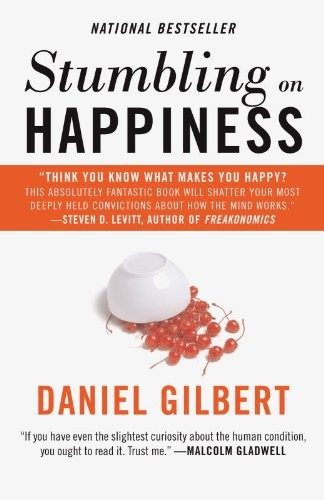 NATIONAL BESTSELLER
Stumbling on
HAPPINESS
"THINK YOU KNOW WHAT MAKES YOU HAPPY?
THIS ABSOLUTELY FANTASTIC BOOK WILL SHATTER YOUR MOST
DEEPLY HELD CONVICTIONS ABOUT HOW THE MIND WORKS."
—STEVEN D. LEVITT, AUTHOR OF FREAKONOMICS
DANIEL GILBERT
"If you have even the slightest curiosity about the human condition,
you ought to read it. Trust me."—MALCOLM GLADWELL